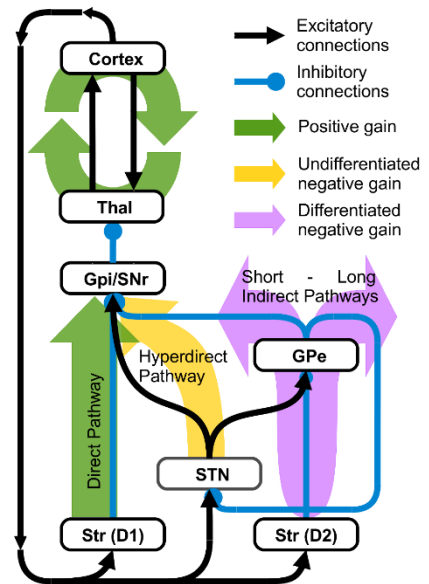 Cortex
Thal
Gpi/SNr
Direct Pathway
Hyperdirect
Pathway
STN
Str (D1)
Str (D2)
GPe
Short - Long
Indirect Pathways
Excitatory
connections
Inhibitory
connections
Positive gain
Undifferentiated
negative gain
Differentiated
negative gain